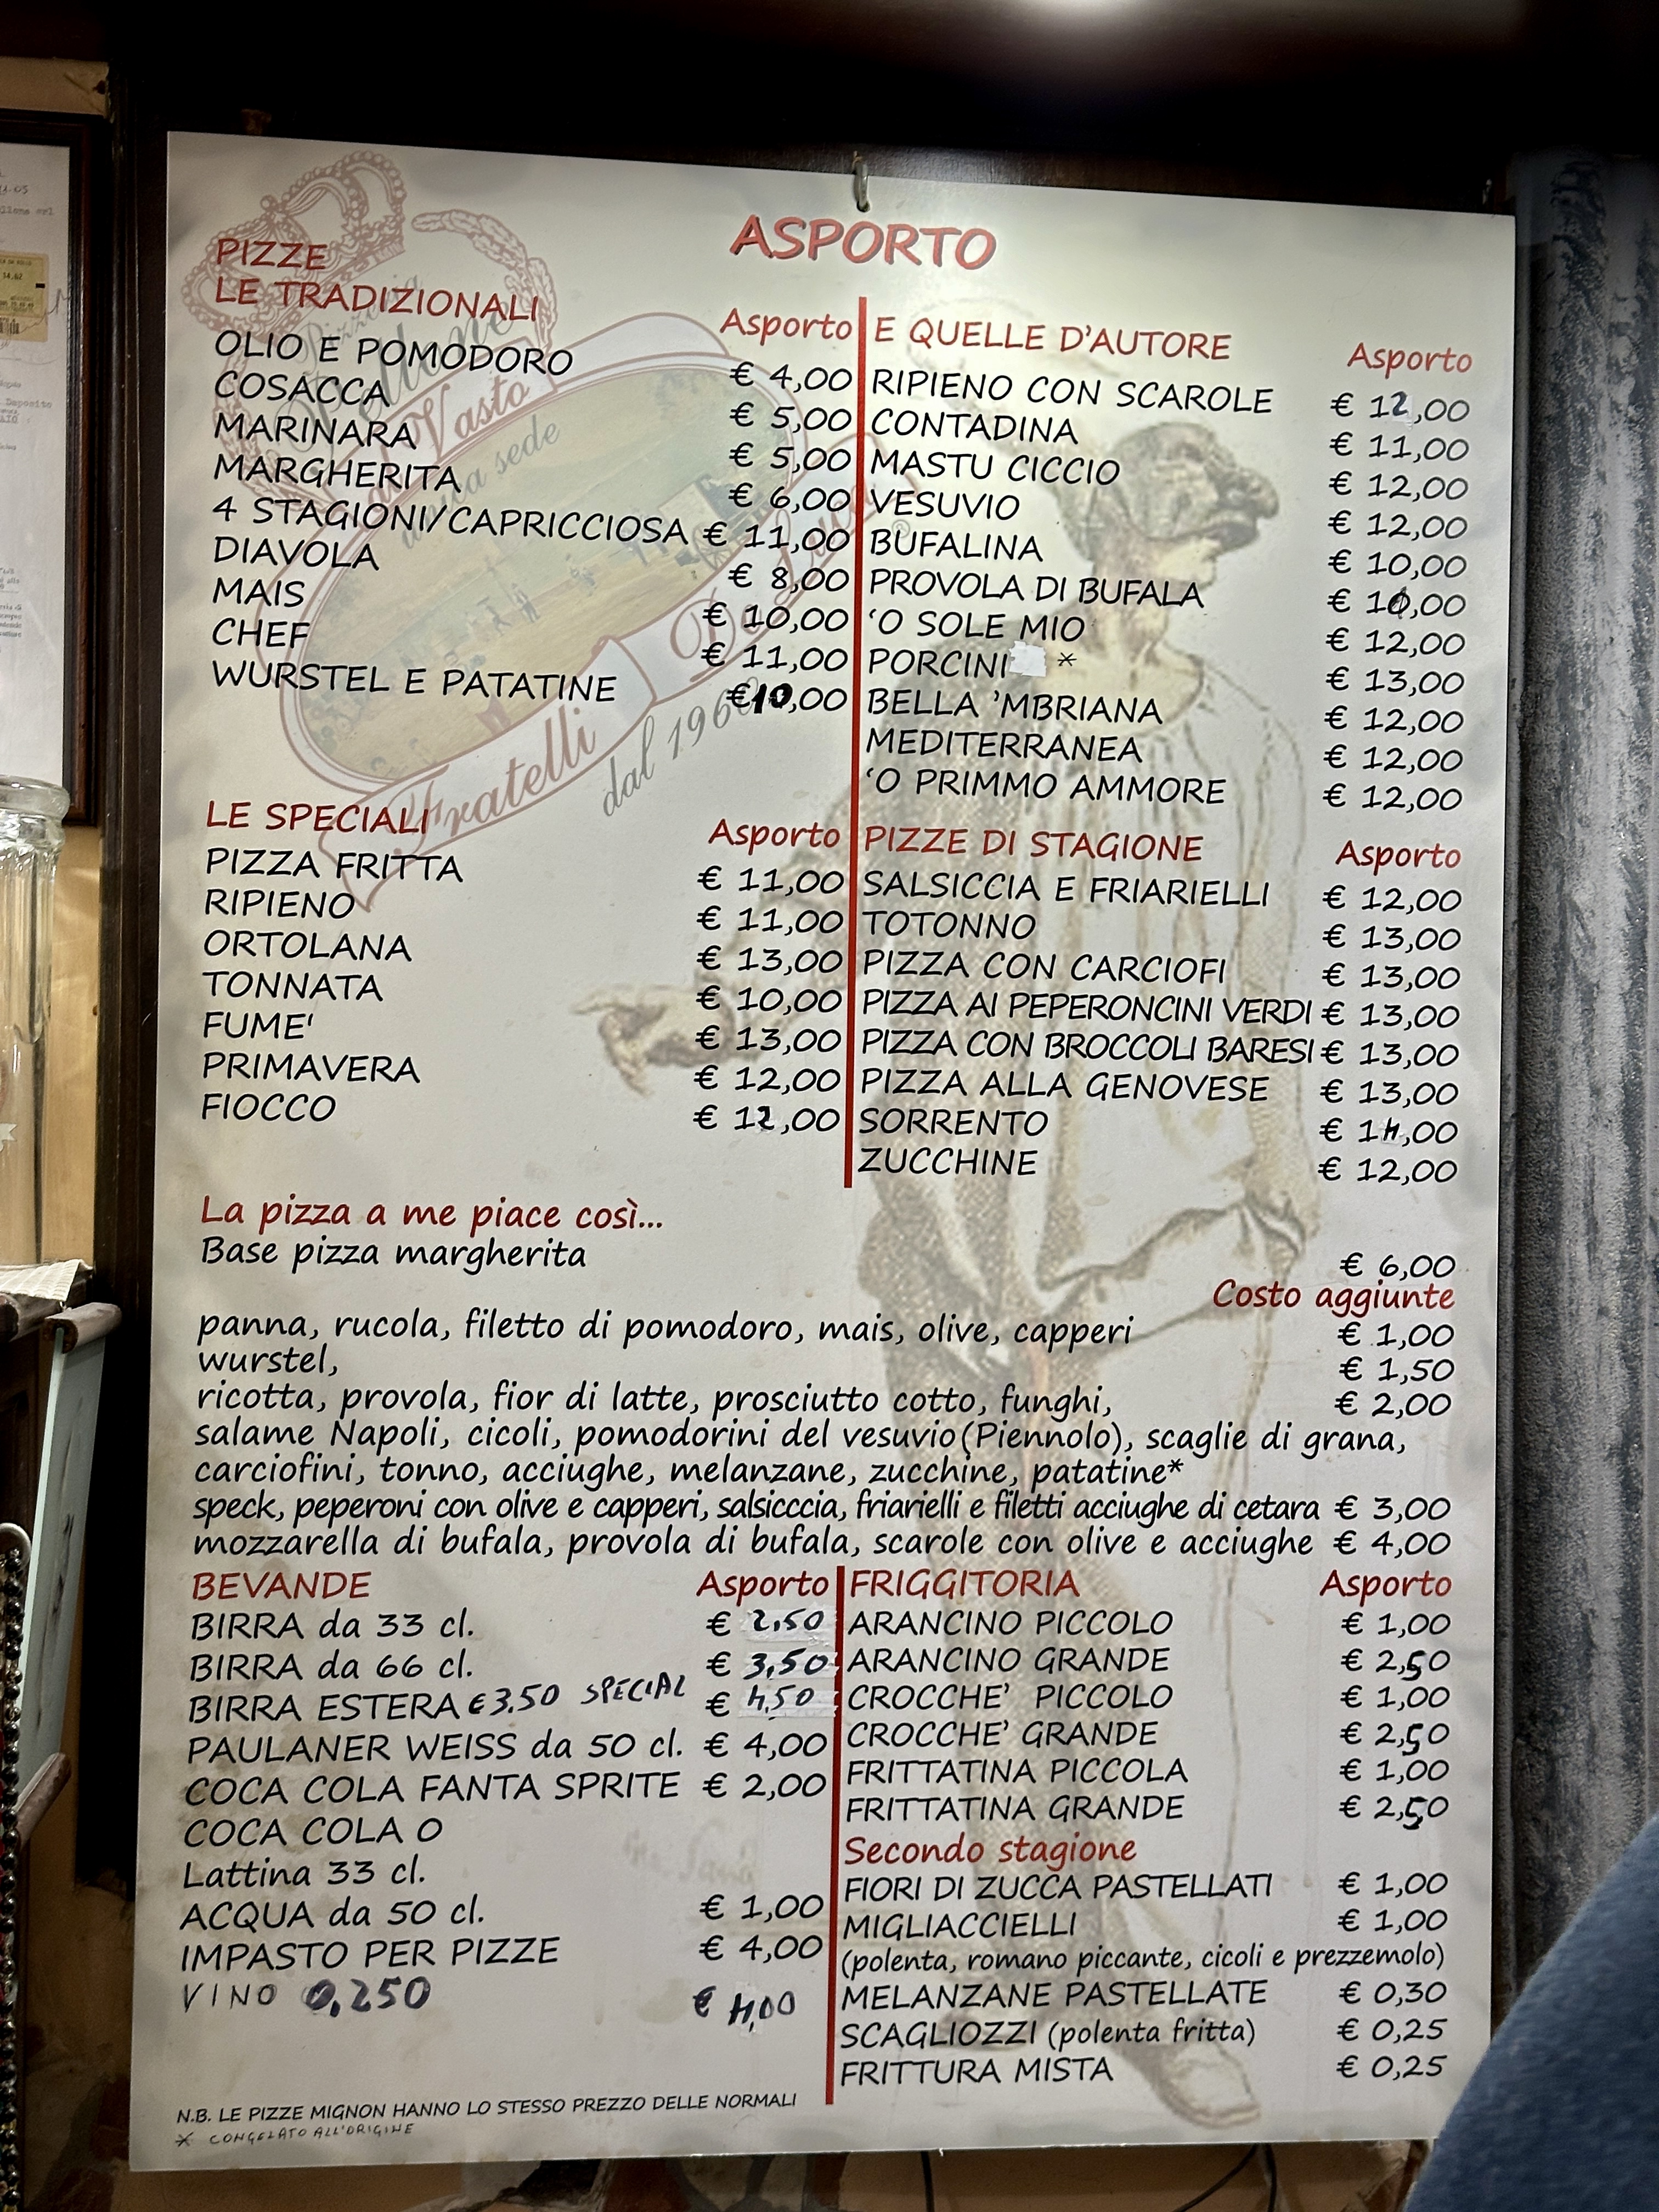 ASPORTO
PIZZE
LE TRADIZIONALI
Asporto
OLIO E POMODORO € 4,00
COSACCA € 5,00
MARINARA € 5,00
MARGHERITA € 6,00
4 STAGIONI/CAPRICCIOSA € 11,00
DIAVOLA € 8,00
MAIS € 10,00
CHEF € 11,00
WURSTEL E PATATINE €10,00
E QUELLE D'AUTORE
Asporto
RIPIENO CON SCAROLE € 12,00
CONTADINA € 11,00
MASTU CICCIO € 12,00
VESUVIO € 12,00
BUFALINA € 10,00
PROVOLA DI BUFALA € 10,00
'O SOLE MIO € 12,00
PORCINI * € 13,00
BELLA 'MBRIANA € 12,00
MEDITERRANEA € 12,00
'O PRIMMO AMMORE € 12,00
LE SPECIALI
Asporto
PIZZA FRITTA € 11,00
RIPIENO € 11,00
ORTOLANA € 13,00
TONNATA € 10,00
FUME' € 13,00
PRIMAVERA € 12,00
FIOCCO € 12,00
PIZZE DI STAGIONE
Asporto
SALSICCIA E FRIARIELLI € 12,00
TOTONNO € 13,00
PIZZA CON CARCIOFI € 13,00
PIZZA AI PEPERONCINI VERDI € 13,00
PIZZA CON BROCCOLI BARESI € 13,00
PIZZA ALLA GENOVESE € 13,00
SORRENTO € 14,00
ZUCCHINE € 12,00
La pizza a me piace così...
Base pizza margherita € 6,00
Costo aggiunte
panna, rucola, filetto di pomodoro, mais, olive, capperi € 1,00
wurstel, € 1,50
ricotta, provola, fior di latte, prosciutto cotto, funghi, € 2,00
salame Napoli, cicoli, pomodorini del vesuvio(Piennolo), scaglie di grana,
carciofini, tonno, acciughe, melanzane, zucchine, patatine*
speck, peperoni con olive e capperi, salsicccia, friarielli e filetti acciughe di cetara € 3,00
mozzarella di bufala, provola di bufala, scarole con olive e acciughe € 4,00
BEVANDE Asporto
BIRRA da 33 cl. € 2,50
BIRRA da 66 cl. € 3,50
BIRRA ESTERA €3.50 SPECIAL € 4,50
PAULANER WEISS da 50 cl. € 4,00
COCA COLA FANTA SPRITE € 2,00
COCA COLA O
Lattina 33 cl.
ACQUA da 50 cl. € 1,00
IMPASTO PER PIZZE € 4,00
VINO 0,250 € 4,00
FRIGGITORIA Asporto
ARANCINO PICCOLO € 1,00
ARANCINO GRANDE € 2,50
CROCCHE' PICCOLO € 1,00
CROCCHE' GRANDE € 2,50
FRITTATINA PICCOLA € 1,00
FRITTATINA GRANDE € 2,50
Secondo stagione
FIORI DI ZUCCA PASTELLATI € 1,00
MIGLIACCIELLI € 1,00
(polenta, romano piccante, cicoli e prezzemolo)
MELANZANE PASTELLATE € 0,30
SCAGLIOZZI (polenta fritta) € 0,25
FRITTURA MISTA € 0,25
N.B. LE PIZZE MIGNON HANNO LO STESSO PREZZO DELLE NORMALI
* CONGELATO ALL'ORIGINE
Vasto
unica sede
Fratelli
dal 196